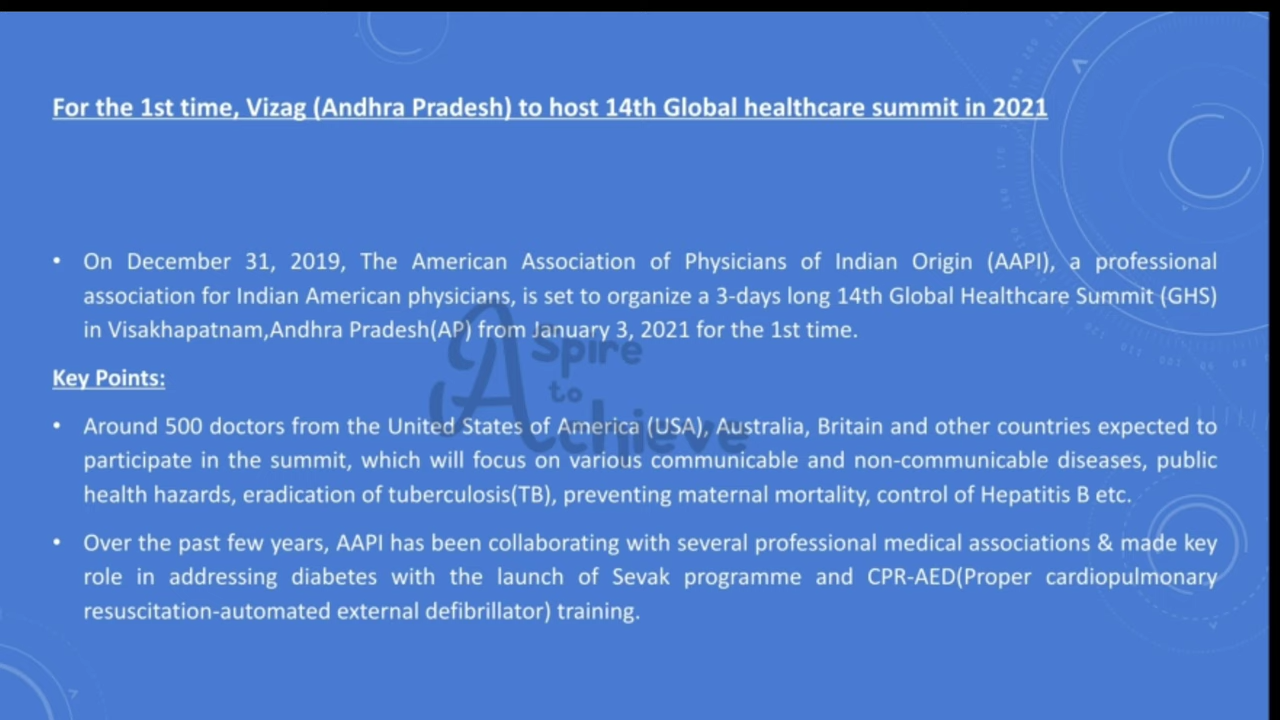 For the 1st time, Vizag (Andhra Pradesh) to host 14th Global healthcare summit in 2021
• On December 31, 2019, The American Association of Physicians of Indian Origin (AAPI), a professional
association for Indian American physicians, is set to organize a 3-days long 14th Global Healthcare Summit (GHS)
in Visakhapatnam,Andhra Pradesh(AP) from January 3, 2021 for the 1st time.
Aspire
to
Achieve
Key Points:
• Around 500 doctors from the United States of America (USA), Australia, Britain and other countries expected to
participate in the summit, which will focus on various communicable and non-communicable diseases, public
health hazards, eradication of tuberculosis(TB), preventing maternal mortality, control of Hepatitis B etc.
• Over the past few years, AAPI has been collaborating with several professional medical associations & made key
role in addressing diabetes with the launch of Sevak programme and CPR-AED(Proper cardiopulmonary
resuscitation-automated external defibrillator) training.